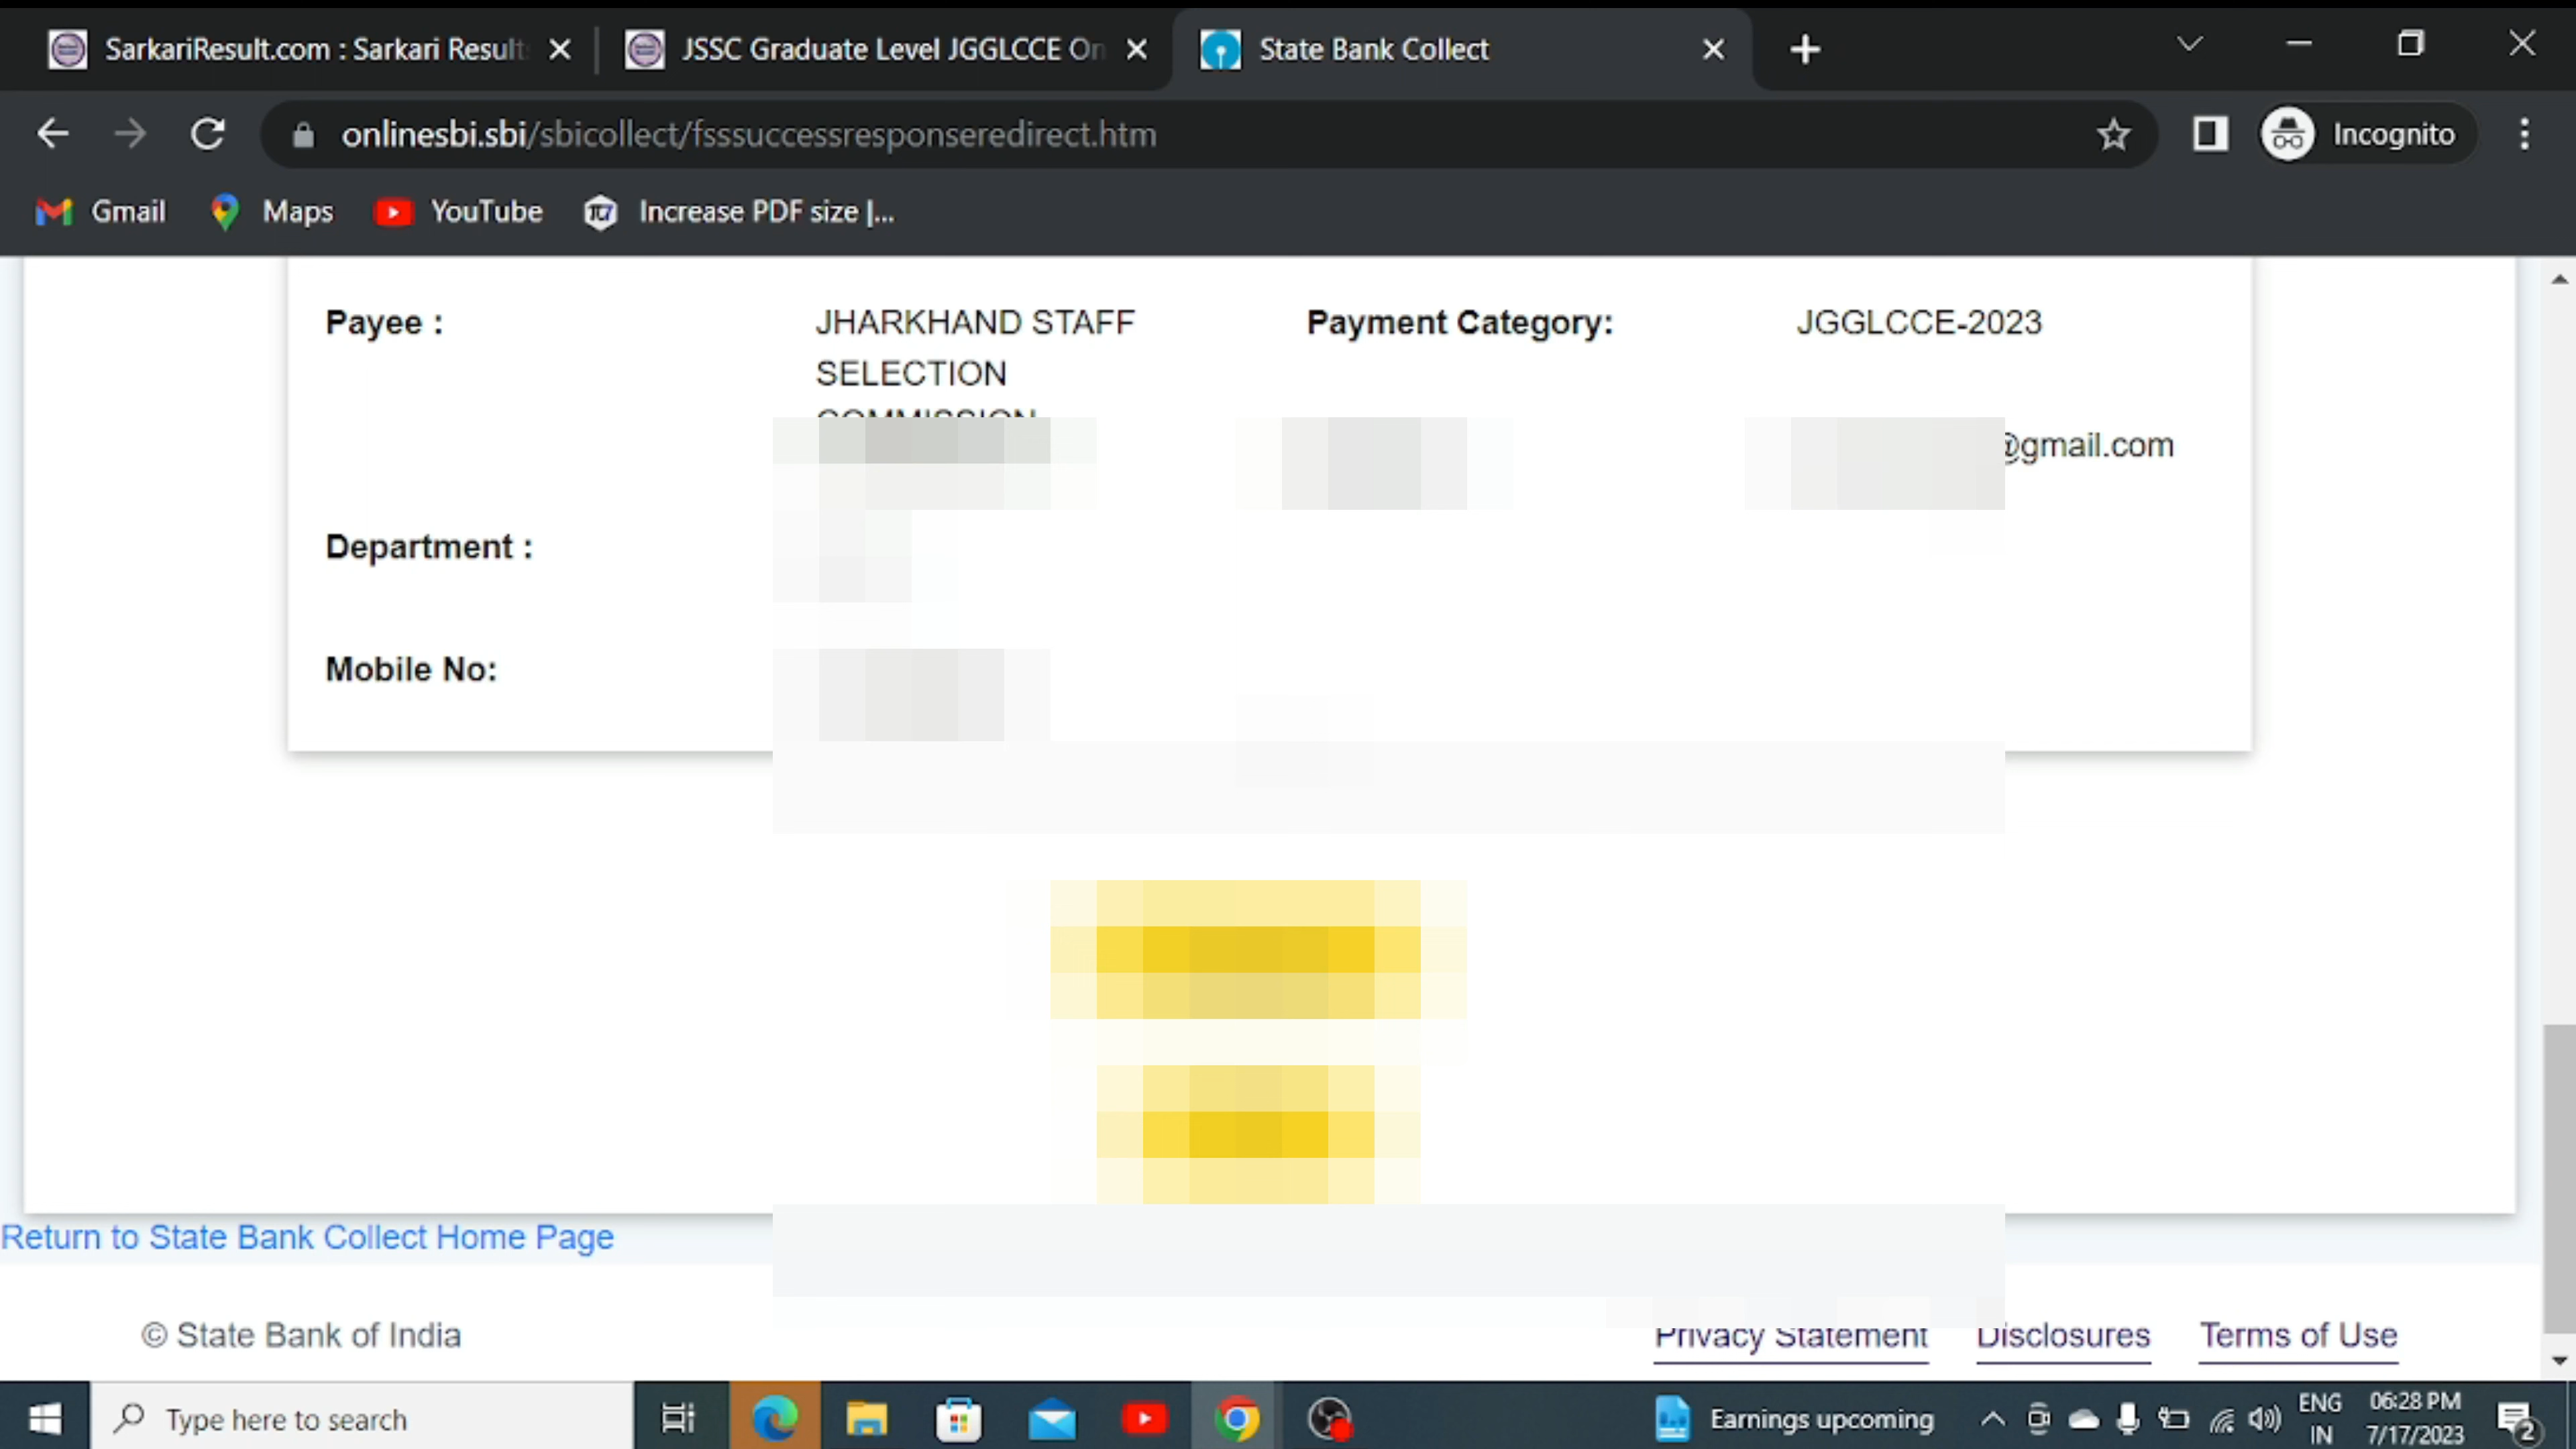 SarkariResult.com : Sarkari Result
JSSC Graduate Level JGGLCCE On
State Bank Collect
onlinesbi.sbi/sbicollect/fsssuccessresponseredirect.htm
Incognito
Gmail
Maps
YouTube
Increase PDF size |...
Payee :
JHARKHAND STAFF
SELECTION
COMMISSION
Payment Category:
JGGLCCE-2023
@gmail.com
Department :
Mobile No:
Return to State Bank Collect Home Page
© State Bank of India
Privacy Statement
Disclosures
Terms of Use
Type here to search
Earnings upcoming
ENG
IN
06:28 PM
7/17/2023
2